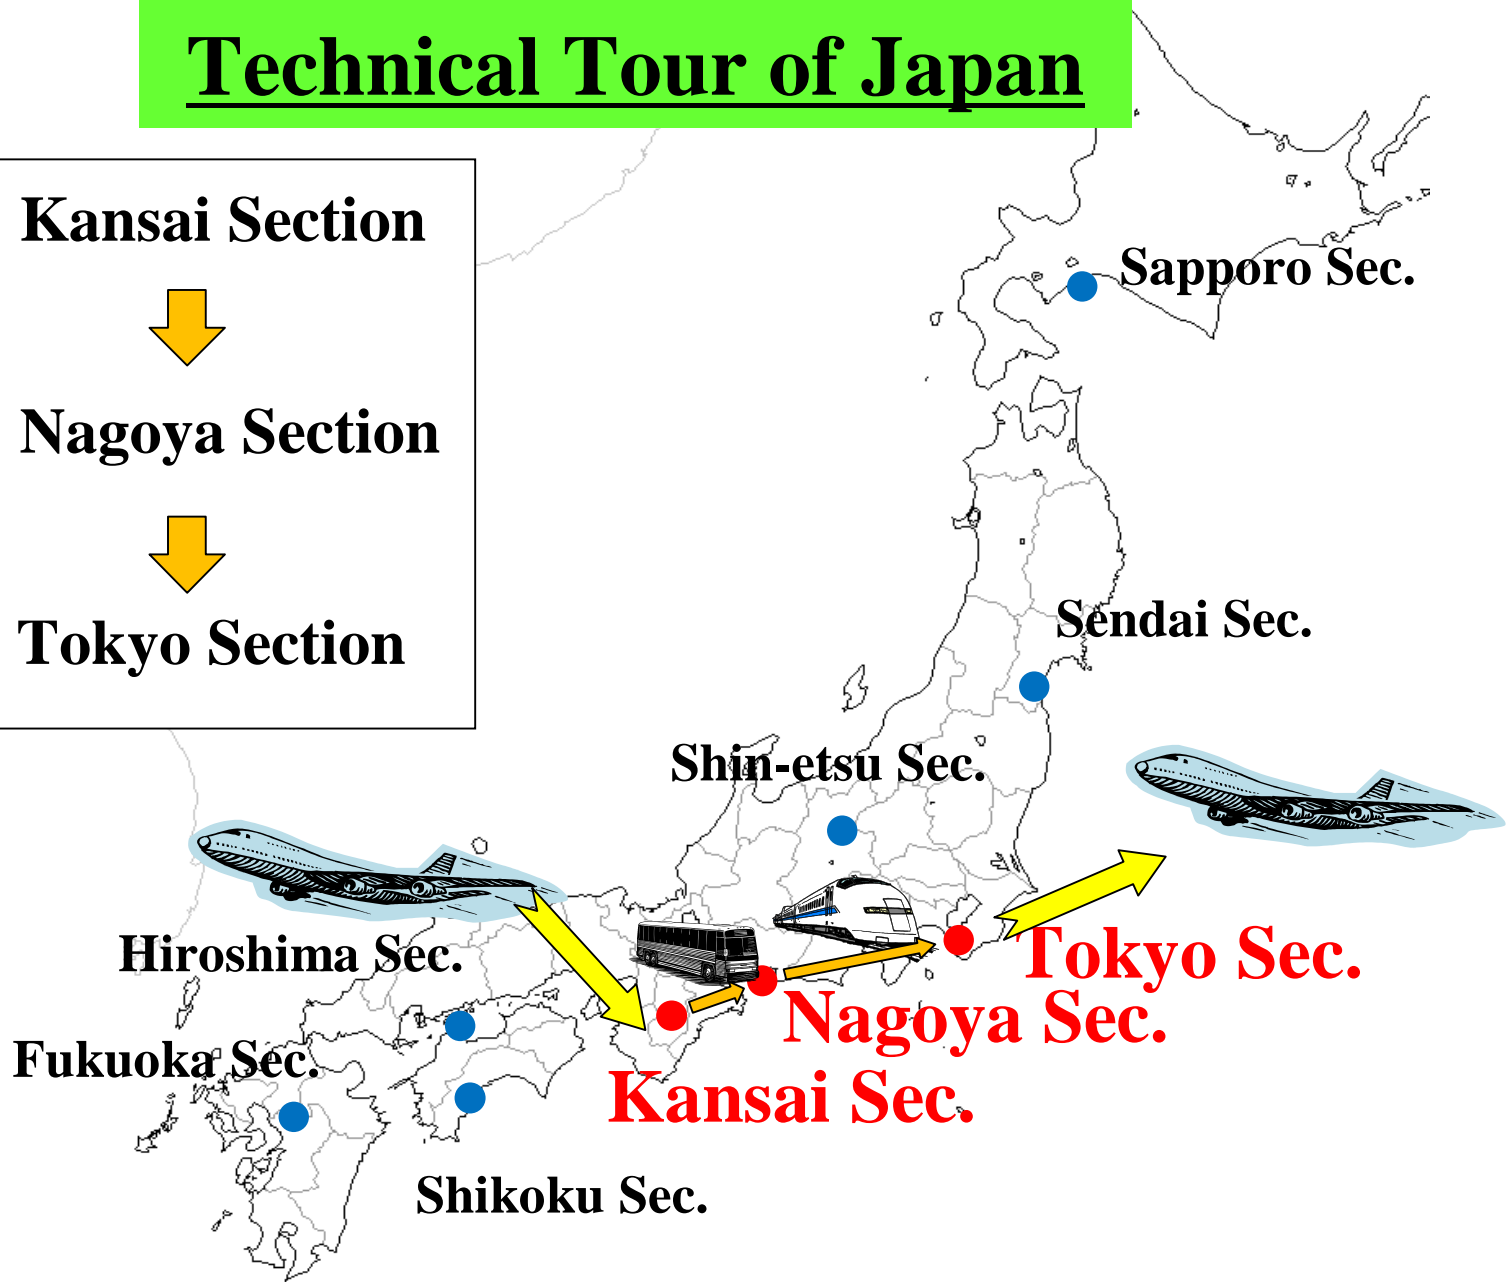 Technical Tour of Japan
Kansai Section
Nagoya Section
Tokyo Section
Sapporo Sec.
Sendai Sec.
Shin-etsu Sec.
Hiroshima Sec.
Tokyo Sec.
Nagoya Sec.
Fukuoka Sec.
Kansai Sec.
Shikoku Sec.